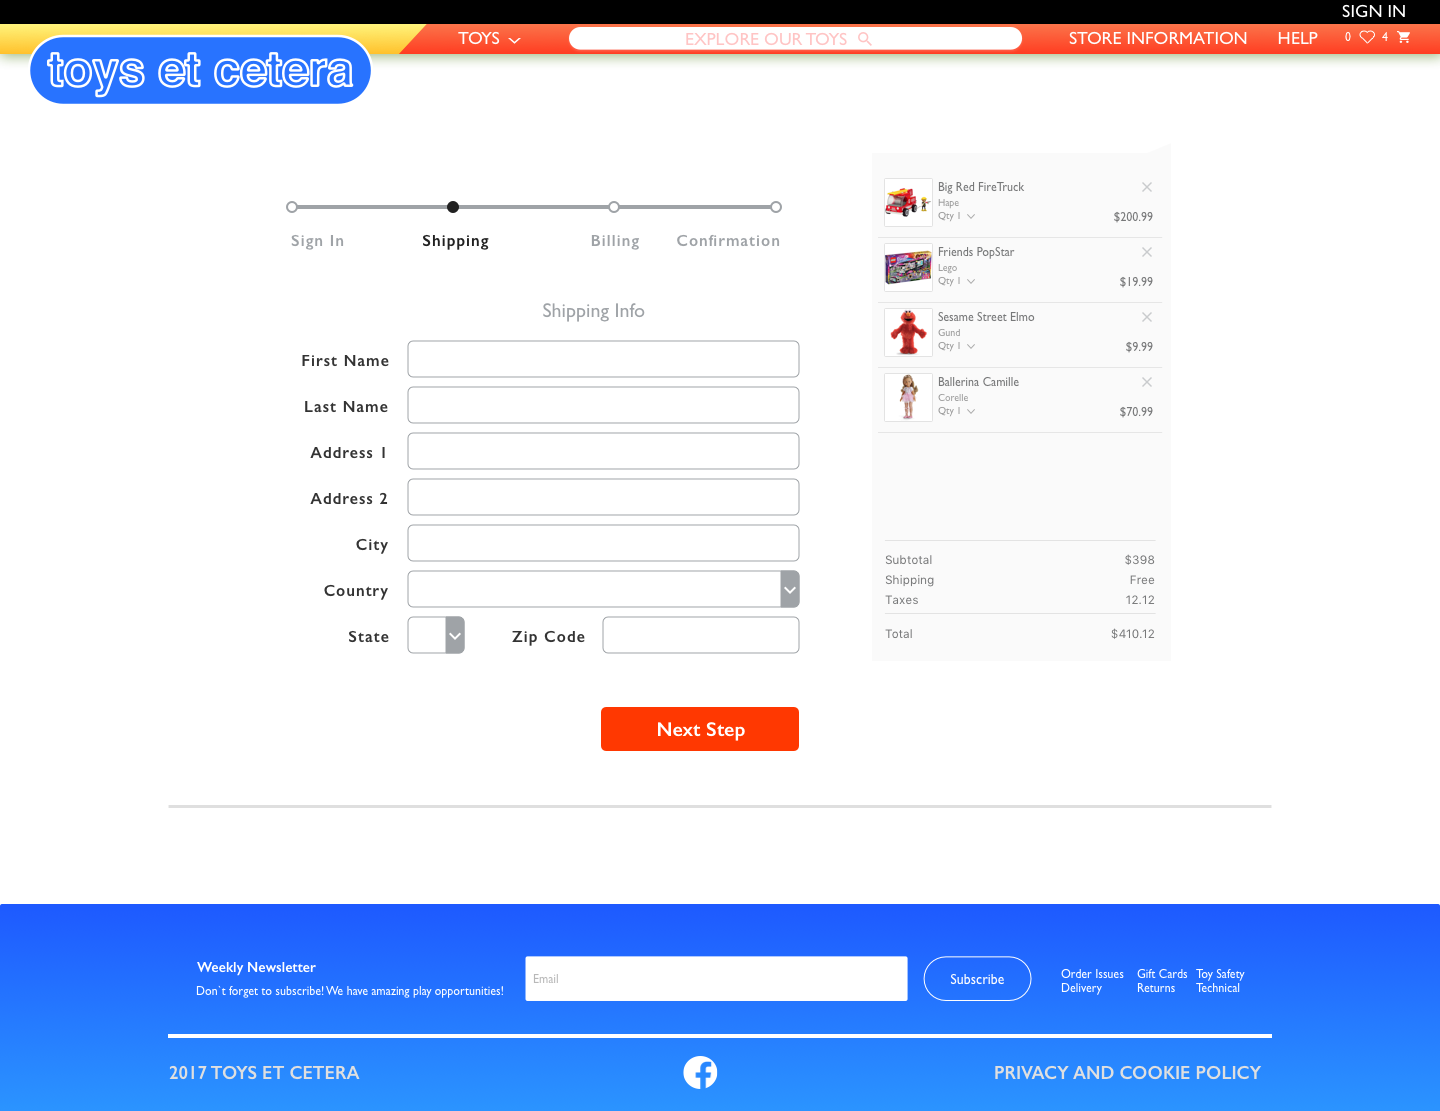 SIGN IN
TOYS
EXPLORE OUR TOYS
STORE INFORMATION
HELP
0
4
toys et cetera
Sign In
Shipping
Billing
Confirmation
Shipping Info
First Name
Last Name
Address 1
Address 2
City
Country
State
Zip Code
Next Step
Big Red FireTruck
Hape
Qty 1
$200.99
Friends PopStar
Lego
Qty 1
$19.99
Sesame Street Elmo
Gund
Qty 1
$9.99
Ballerina Camille
Corelle
Qty 1
$70.99
Subtotal $398
Shipping Free
Taxes 12.12
Total $410.12
Weekly Newsletter
Don`t forget to subscribe! We have amazing play opportunities!
Email
Subscribe
Order Issues Gift Cards Toy Safety
Delivery Returns Technical
2017 TOYS ET CETERA
PRIVACY AND COOKIE POLICY